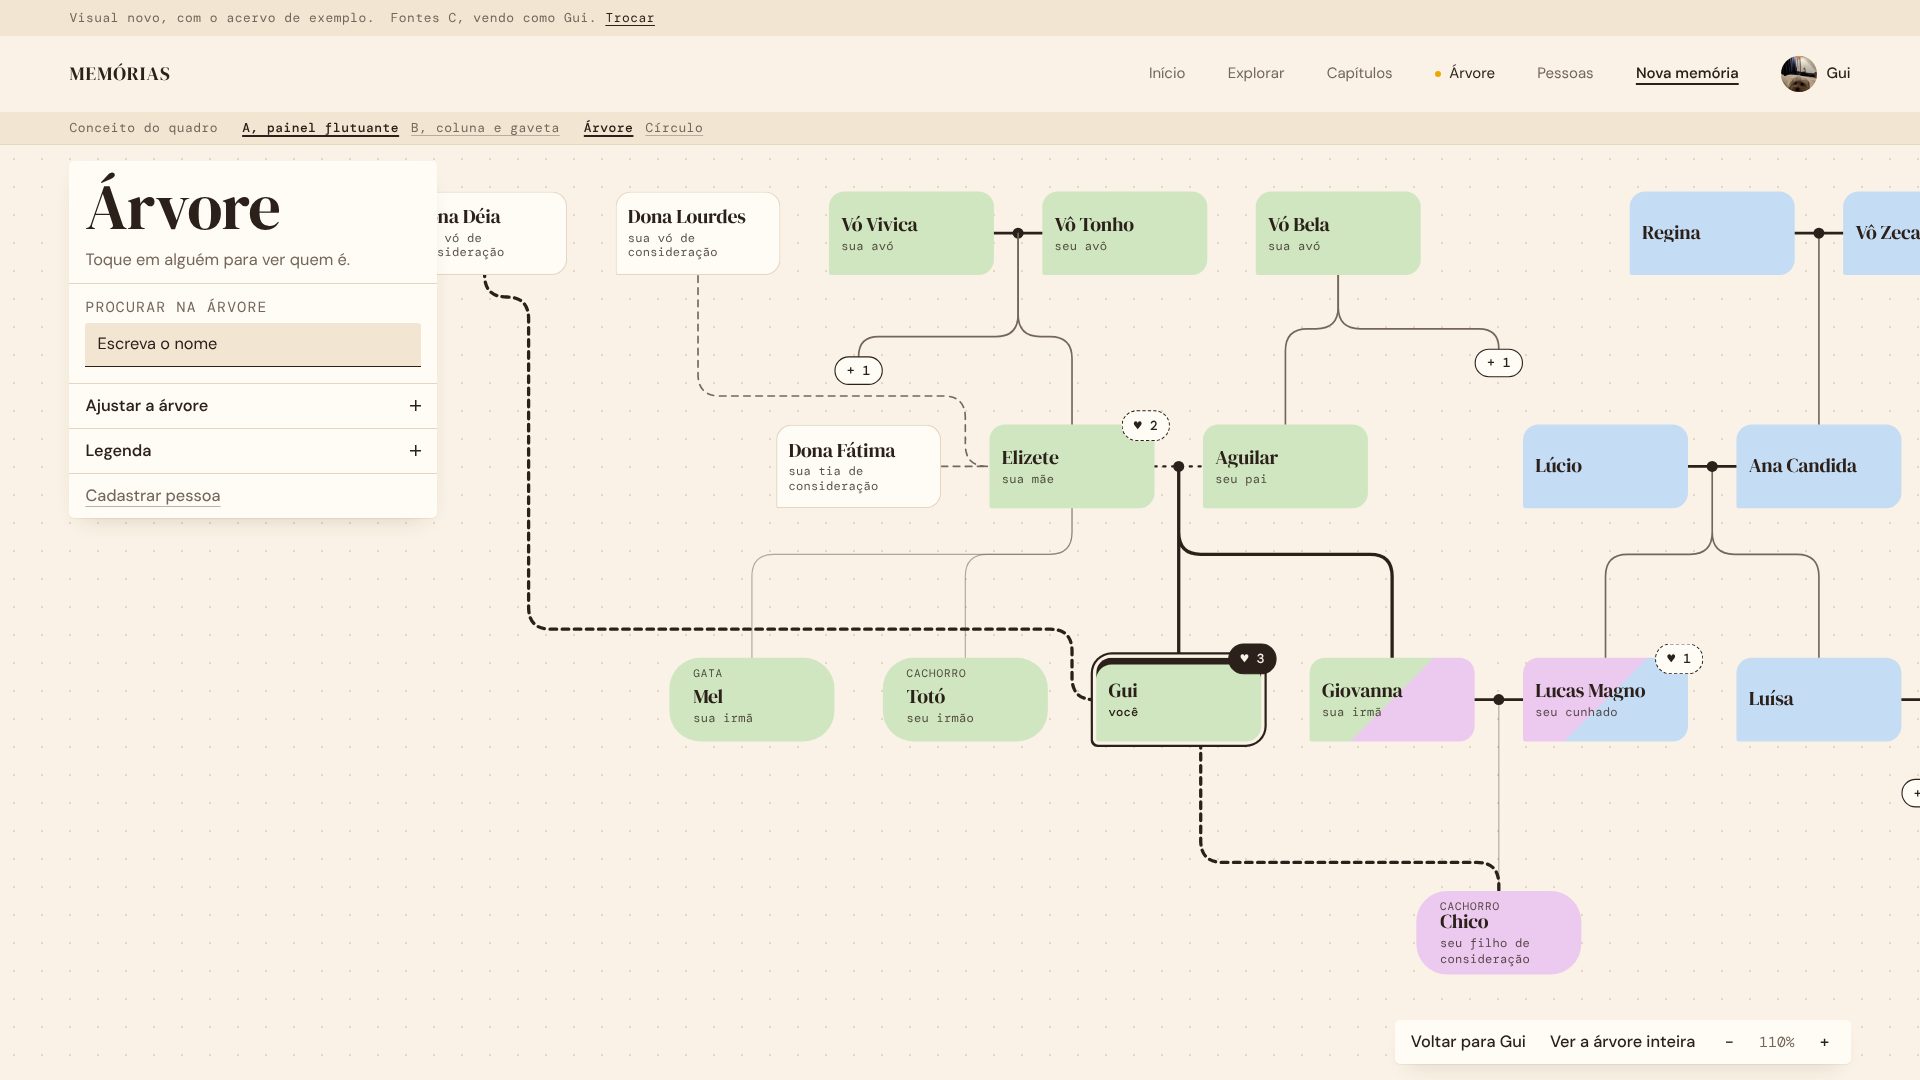 Visual novo, com o acervo de exemplo. Fontes C, vendo como Gui. Trocar
MEMÓRIAS
Início
Explorar
Capítulos
Árvore
Pessoas
Nova memória
Gui
Conceito do quadro
A, painel flutuante
B, coluna e gaveta
Árvore
Círculo
Árvore
Toque em alguém para ver quem é.
PROCURAR NA ÁRVORE
Escreva o nome
Ajustar a árvore +
Legenda +
Cadastrar pessoa
na Déia
vó de
sideração
Dona Lourdes
sua vó de
consideração
Vó Vivica
sua avó
Vô Tonho
seu avô
Vó Bela
sua avó
Regina
Vô Zeca
+ 1
+ 1
Dona Fátima
sua tia de
consideração
Elizete
sua mãe
♥ 2
Aguilar
seu pai
Lúcio
Ana Candida
GATA
Mel
sua irmã
CACHORRO
Totó
seu irmão
Gui
você
♥ 3
Giovanna
sua irmã
Lucas Magno
seu cunhado
♥ 1
Luísa
+
CACHORRO
Chico
seu filho de
consideração
Voltar para Gui
Ver a árvore inteira
- 110% +